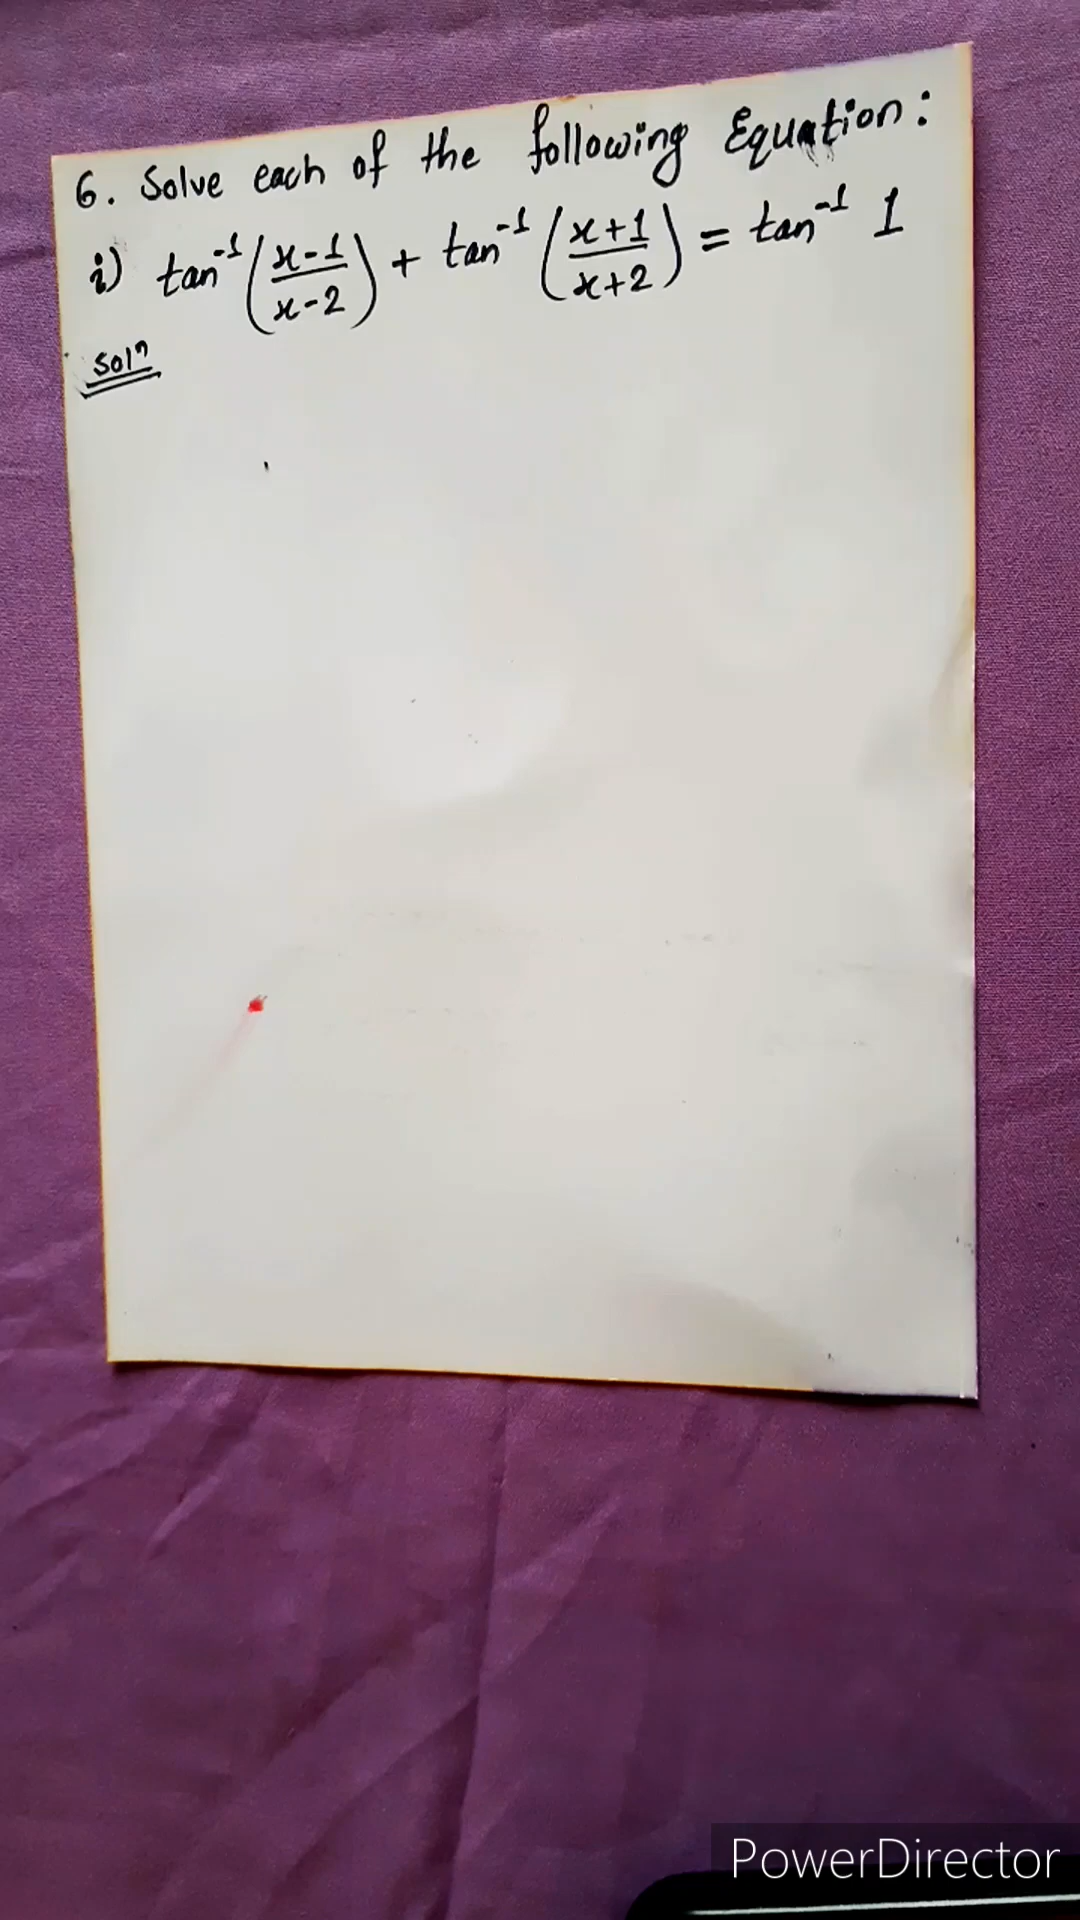 6. Solve each of the following Equation:
i) tan⁻¹((x-1)/(x-2)) + tan⁻¹((x+1)/(x+2)) = tan⁻¹ 1
Solⁿ
PowerDirector